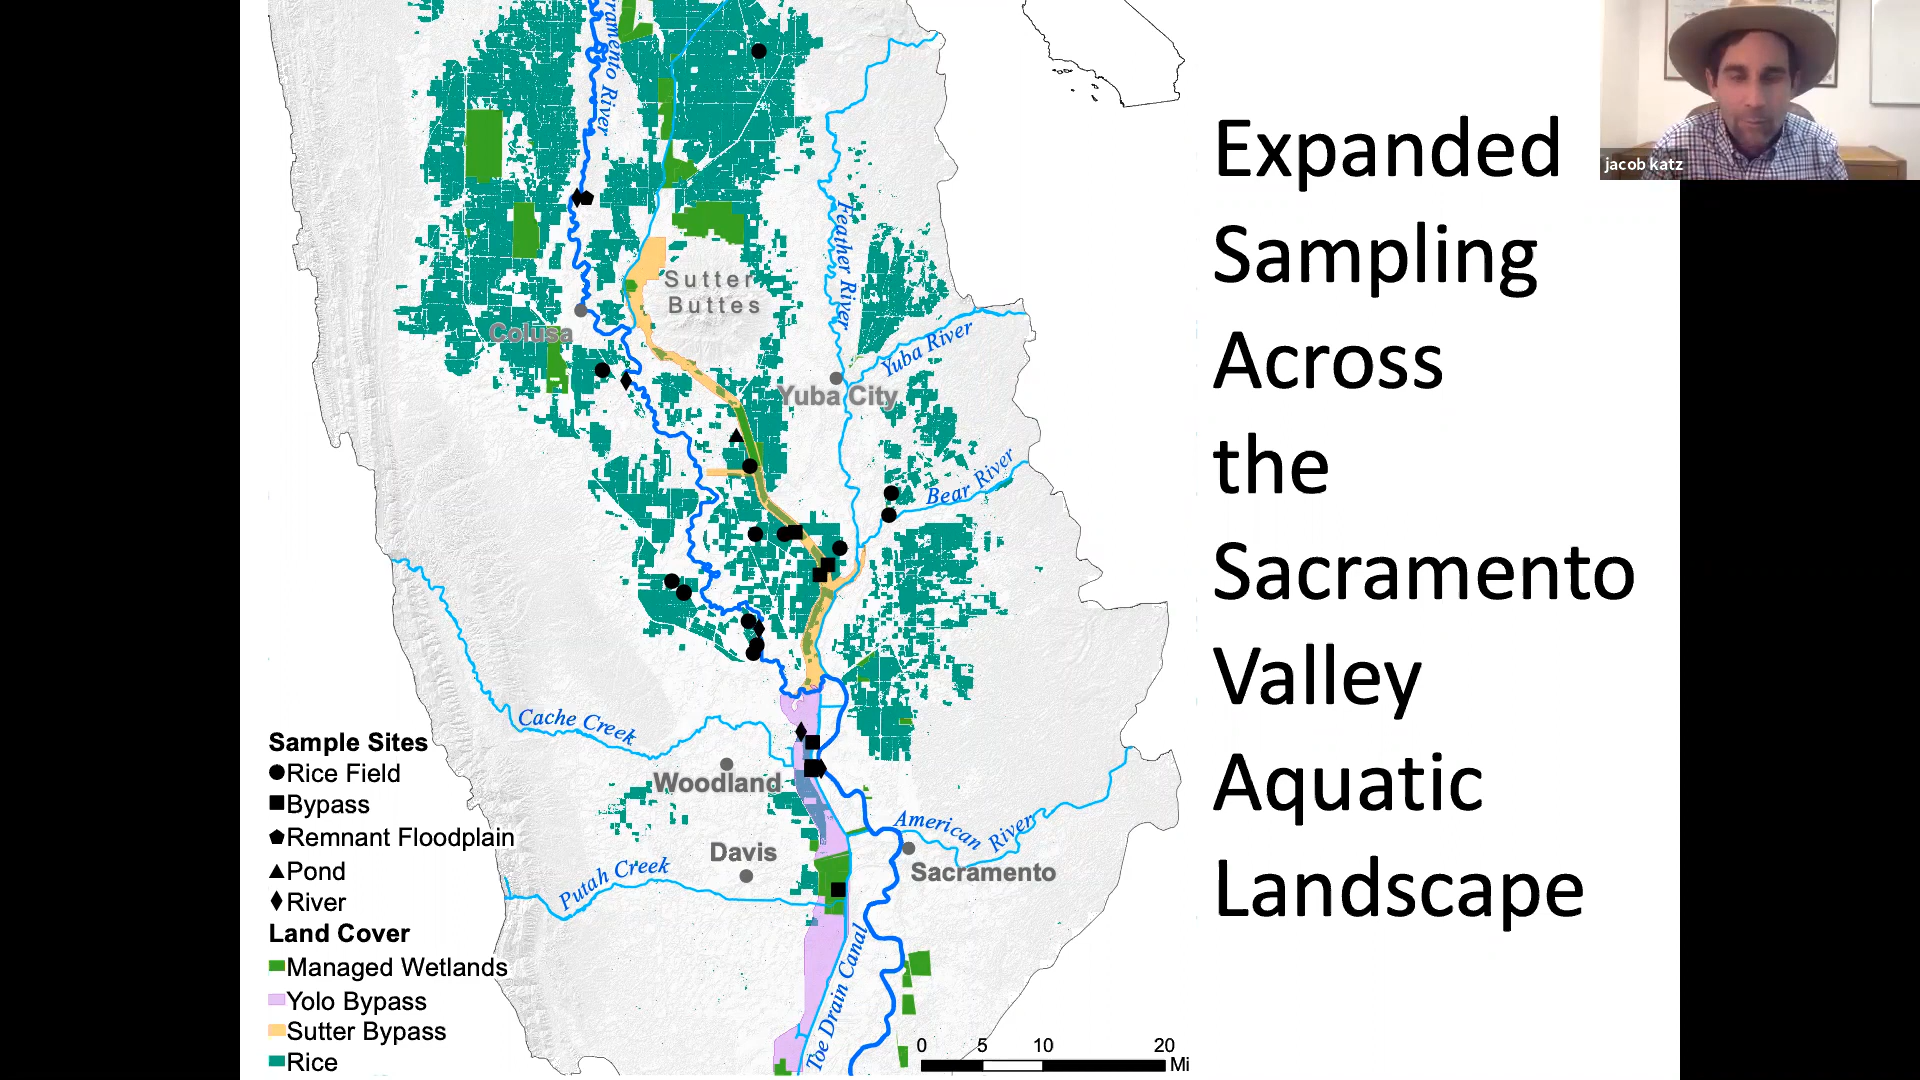 Expanded
Sampling
Across
the
Sacramento
Valley
Aquatic
Landscape
jacob katz
ramento River
Feather River
Sutter
Buttes
Colusa
Yuba River
Yuba City
Bear River
Cache Creek
Woodland
American River
Davis
Sacramento
Putah Creek
Toe Drain Canal
Sample Sites
Rice Field
Bypass
Remnant Floodplain
Pond
River
Land Cover
Managed Wetlands
Yolo Bypass
Sutter Bypass
Rice
0 5 10 20
Mi